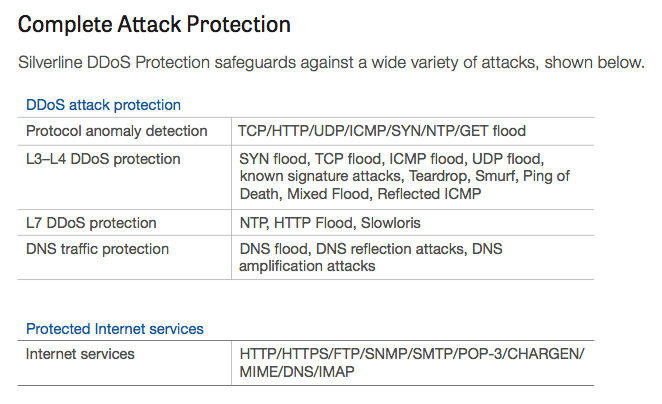 Complete Attack Protection
Silverline DDoS Protection safeguards against a wide variety of attacks, shown below.
DDoS attack protection
Protocol anomaly detection TCP/HTTP/UDP/ICMP/SYN/NTP/GET flood
L3–L4 DDoS protection SYN flood, TCP flood, ICMP flood, UDP flood,
known signature attacks, Teardrop, Smurf, Ping of
Death, Mixed Flood, Reflected ICMP
L7 DDoS protection NTP, HTTP Flood, Slowloris
DNS traffic protection DNS flood, DNS reflection attacks, DNS
amplification attacks
Protected Internet services
Internet services HTTP/HTTPS/FTP/SNMP/SMTP/POP-3/CHARGEN/
MIME/DNS/IMAP